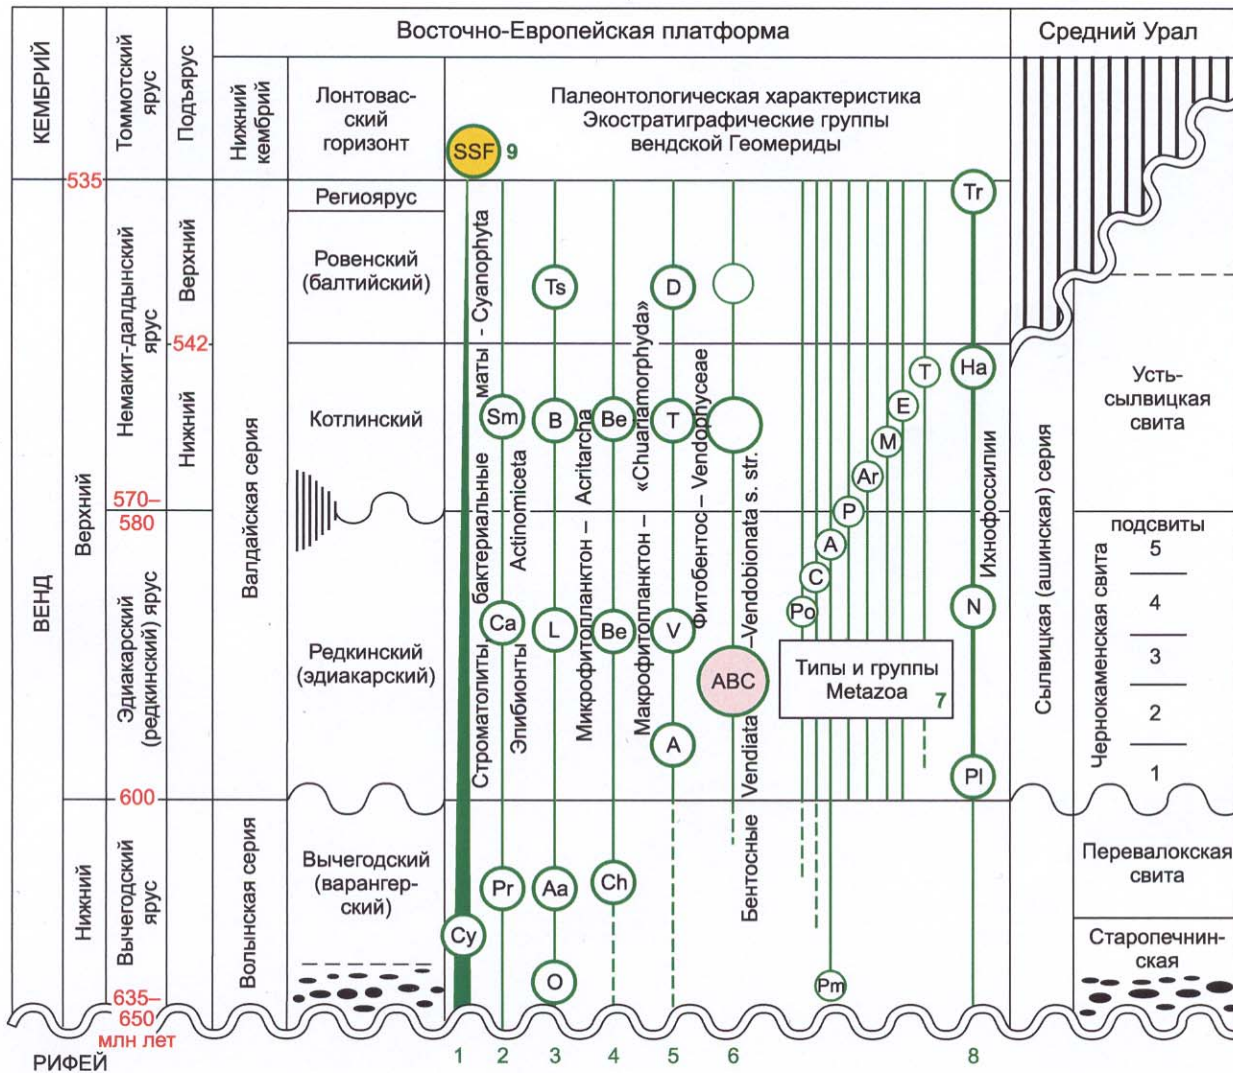 Восточно-Европейская платформа
Средний Урал
КЕМБРИЙ
Томмотский
ярус
Подъярус
Нижний
кембрий
Лонтовас-
ский
горизонт
Палеонтологическая характеристика
Экостратиграфические группы
вендской Геомериды
SSF 9
535
Региоярус
Tr
ВЕНД
Верхний
Немакит-далдынский
ярус
Верхний
Ровенский
(балтийский)
Ts
D
542
Нижний
Валдайская серия
Котлинский
Sm
B
Be
T
T
E
M
Ar
P
A
C
Po
Ha
Усть-
сылвицкая
свита
570–
580
Эдиакарский
(редкинский) ярус
Редкинский
(эдиакарский)
Ca
L
Be
V
ABC
A
Типы и группы
Metazoa
7
N
Pl
Строматолиты, бактериальные маты - Cyanophyta
Эпибионты Actinomiceta
Микрофитопланктон – Acritarcha
Макрофитопланктон – «Chuariamorphyda»
Фитобентос – Vendophyceae
Бентосные Vendiata –Vendobionata s. str.
Ихнофоссилии
Сылвицкая (ашинская) серия
Чернокаменская свита
подсвиты
5
4
3
2
1
600
Нижний
Вычегодский
ярус
Волынская серия
Вычегодский
(варангер-
ский)
Pr
Aa
Ch
Cy
O
Pm
Перевалокская
свита
Старопечнин-
ская
635–
650
млн лет
РИФЕЙ
1 2 3 4 5 6 8